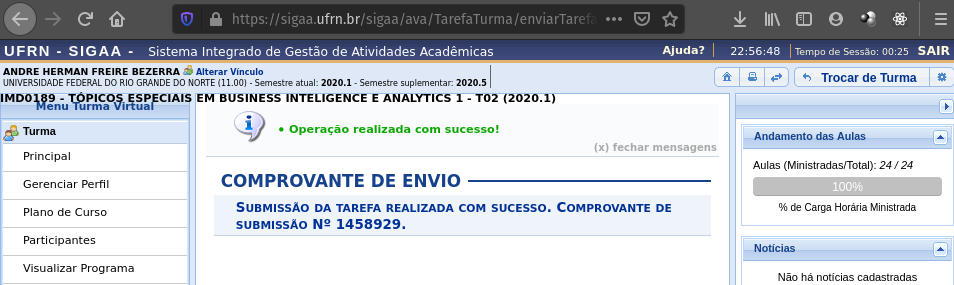 https://sigaa.ufrn.br/sigaa/ava/TarefaTurma/enviarTarefa
UFRN - SIGAA - Sistema Integrado de Gestão de Atividades Acadêmicas
Ajuda? 22:56:48 Tempo de Sessão: 00:25 SAIR
ANDRE HERMAN FREIRE BEZERRA Alterar Vínculo
UNIVERSIDADE FEDERAL DO RIO GRANDE DO NORTE (11.00) - Semestre atual: 2020.1 - Semestre suplementar: 2020.5
Trocar de Turma
IMD0189 - TÓPICOS ESPECIAIS EM BUSINESS INTELIGENCE E ANALYTICS 1 - T02 (2020.1)
Menu Turma Virtual
Turma
Principal
Gerenciar Perfil
Plano de Curso
Participantes
Visualizar Programa
• Operação realizada com sucesso!
(x) fechar mensagens
COMPROVANTE DE ENVIO
SUBMISSÃO DA TAREFA REALIZADA COM SUCESSO. COMPROVANTE DE
SUBMISSÃO Nº 1458929.
Andamento das Aulas
Aulas (Ministradas/Total): 24 / 24
100%
% de Carga Horária Ministrada
Notícias
Não há notícias cadastradas